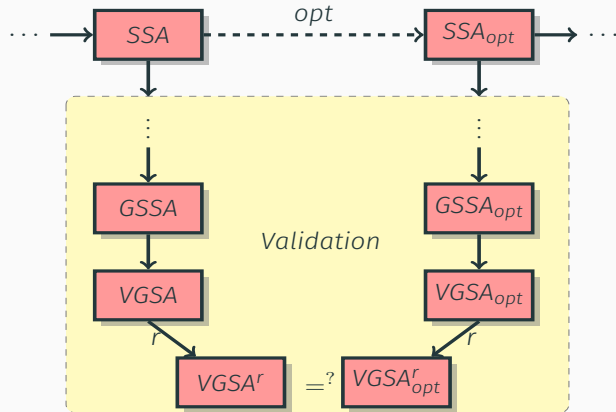 opt
··· SSA SSA_opt ···
⋮ ⋮
GSSA GSSA_opt
Validation
VGSA VGSA_opt
r r
VGSA^r =^? VGSA^r_opt